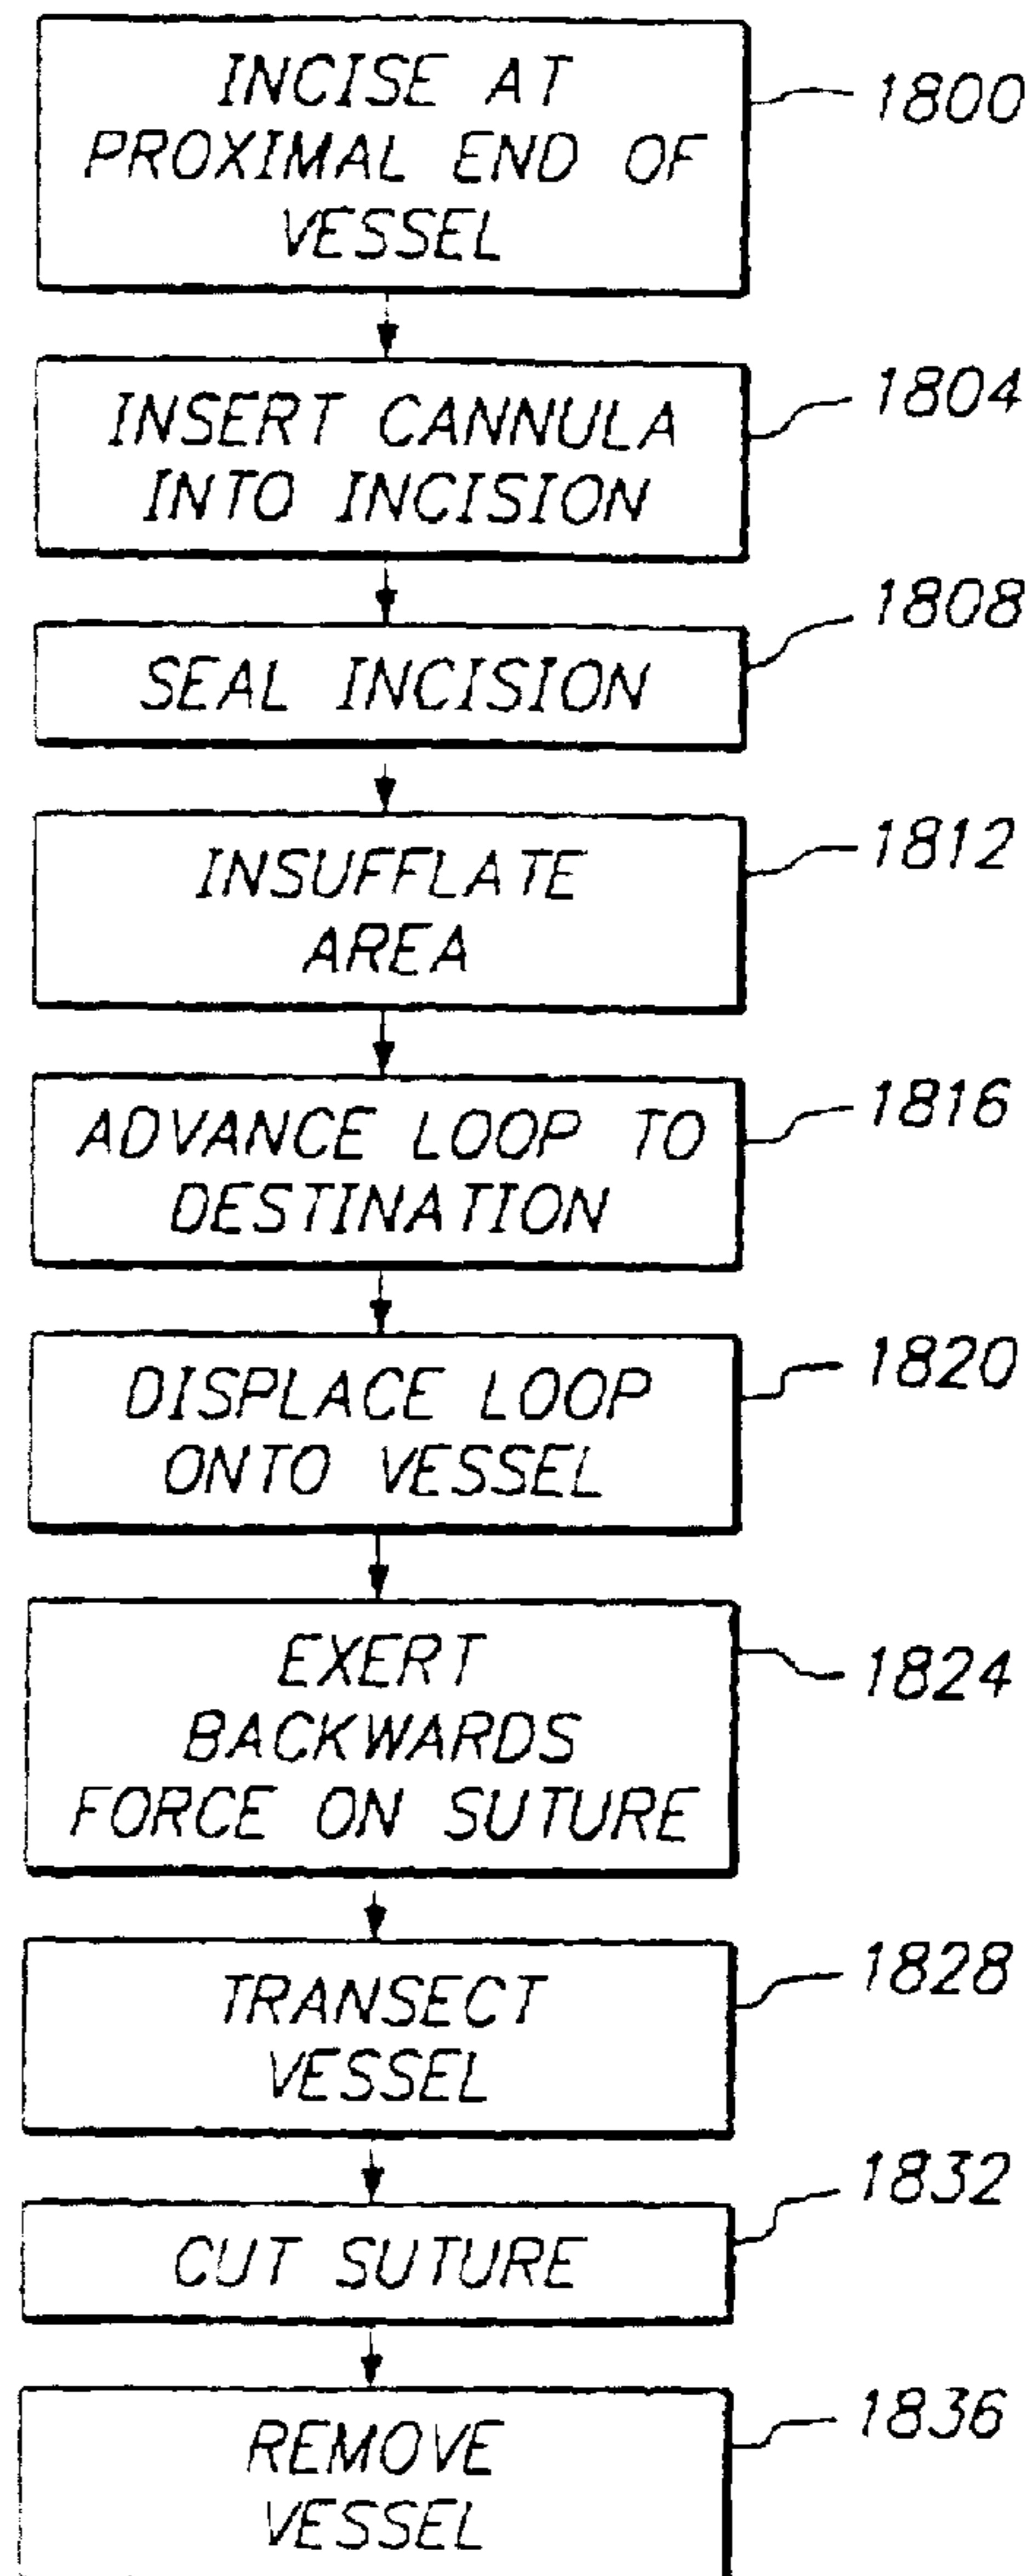 INCISE AT
PROXIMAL END OF
VESSEL
1800
INSERT CANNULA
INTO INCISION
1804
SEAL INCISION
1808
INSUFFLATE
AREA
1812
ADVANCE LOOP TO
DESTINATION
1816
DISPLACE LOOP
ONTO VESSEL
1820
EXERT
BACKWARDS
FORCE ON SUTURE
1824
TRANSECT
VESSEL
1828
CUT SUTURE
1832
REMOVE
VESSEL
1836